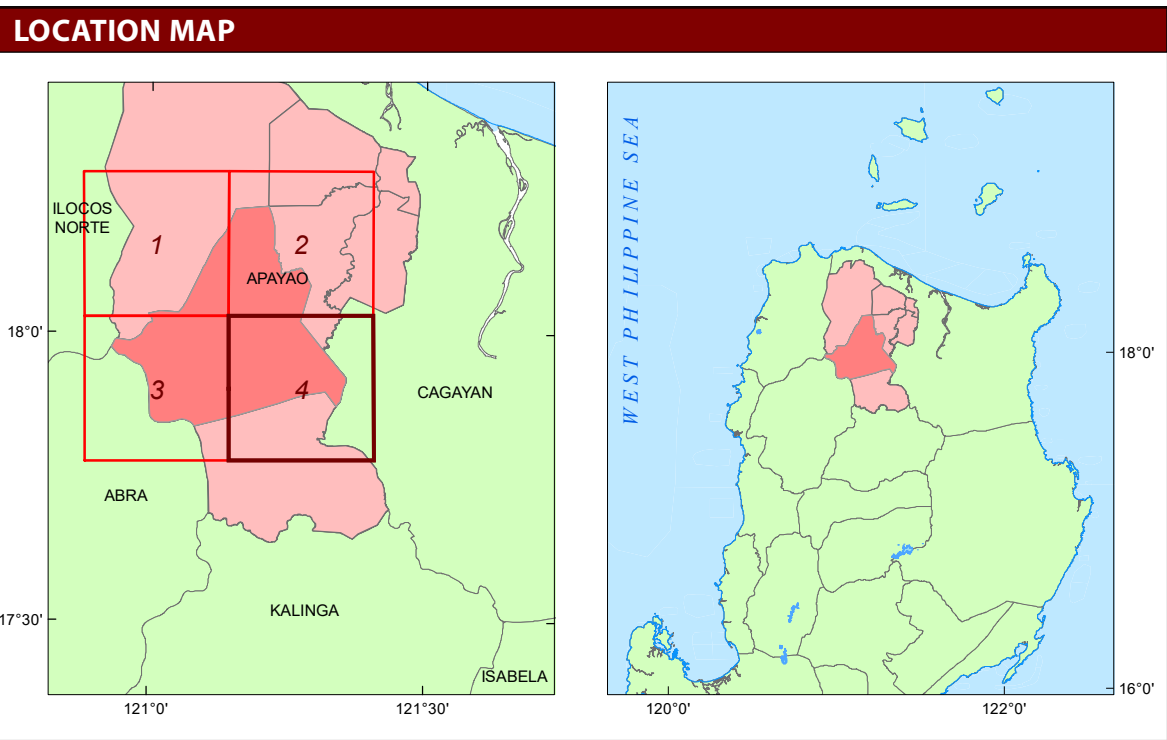 LOCATION MAP
ILOCOS
NORTE
1
2
APAYAO
18°0'
3
4
CAGAYAN
ABRA
KALINGA
17°30'
ISABELA
121°0'
121°30'
WEST PHILIPPINE SEA
18°0'
16°0'
120°0'
122°0'